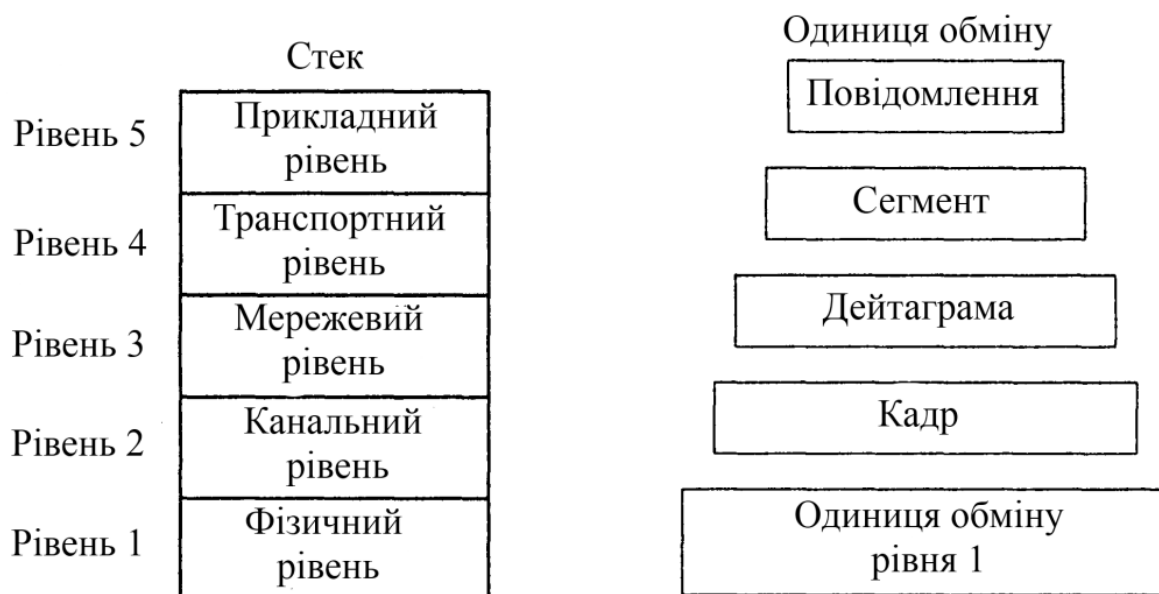 Стек
Рівень 5
Прикладний
рівень
Рівень 4
Транспортний
рівень
Рівень 3
Мережевий
рівень
Рівень 2
Канальний
рівень
Рівень 1
Фізичний
рівень
Одиниця обміну
Повідомлення
Сегмент
Дейтаграма
Кадр
Одиниця обміну
рівня 1